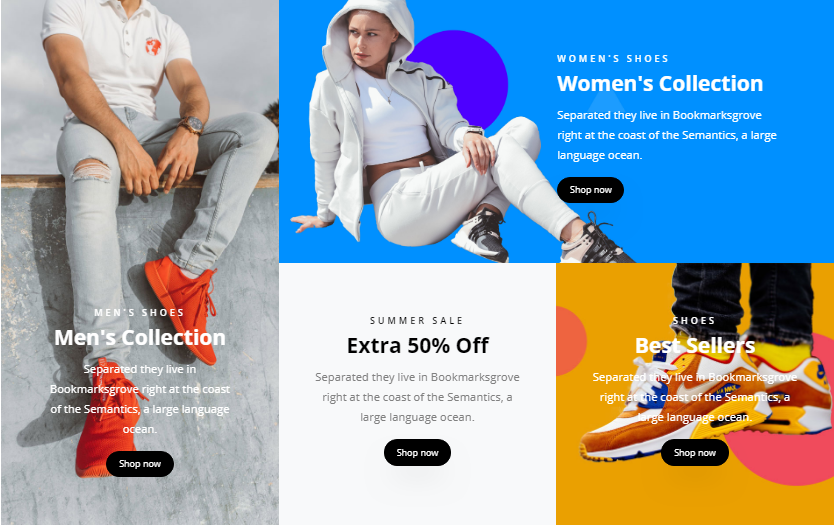 MEN'S SHOES
Men's Collection
Separated they live in
Bookmarksgrove right at the coast
of the Semantics, a large language
ocean.
Shop now
WOMEN'S SHOES
Women's Collection
Separated they live in Bookmarksgrove
right at the coast of the Semantics, a large
language ocean.
Shop now
SUMMER SALE
Extra 50% Off
Separated they live in Bookmarksgrove
right at the coast of the Semantics, a
large language ocean.
Shop now
SHOES
Best Sellers
Separated they live in Bookmarksgrove
right at the coast of the Semantics, a
large language ocean.
Shop now